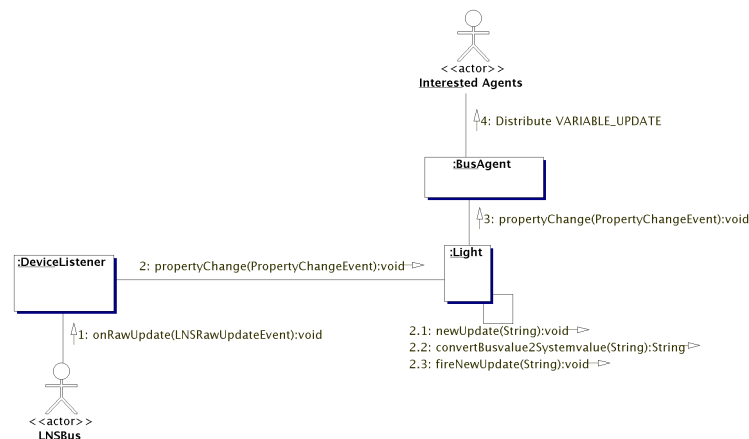 <<actor>>
Interested Agents
4: Distribute VARIABLE_UPDATE
:BusAgent
3: propertyChange(PropertyChangeEvent):void
:DeviceListener
2: propertyChange(PropertyChangeEvent):void
:Light
1: onRawUpdate(LNSRawUpdateEvent):void
2.1: newUpdate(String):void
2.2: convertBusvalue2Systemvalue(String):String
2.3: fireNewUpdate(String):void
<<actor>>
LNSBus